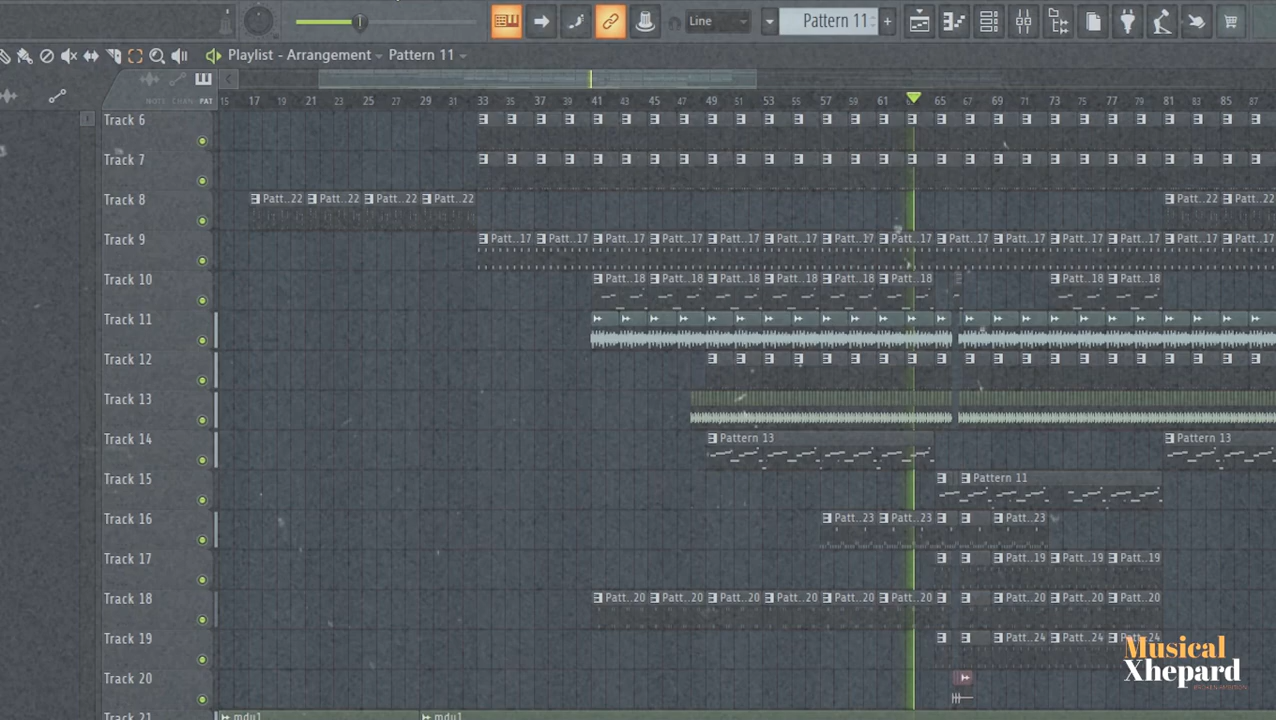 Line Pattern 11 +
Playlist - Arrangement Pattern 11
NOTE CHAN PAT 15 17 19 21 23 25 27 29 31 33 35 37 39 41 43 45 47 49 51 53 55 57 59 61 65 67 69 71 73 75 77 79 81 83 85 87
Track 6
Track 7
Track 8 Patt..22 Patt..22 Patt..22 Patt..22 Patt..22 Patt..22
Track 9 Patt..17 Patt..17 Patt..17 Patt..17 Patt..17 Patt..17 Patt..17 Patt..17 Patt..17 Patt..17 Patt..17 Patt..17 Patt..17 Patt..17
Track 10 Patt..18 Patt..18 Patt..18 Patt..18 Patt..18 Patt..18 Patt..18 Patt..18
Track 11
Track 12
Track 13
Track 14 Pattern 13 Pattern 13
Track 15 Pattern 11
Track 16 Patt..23 Patt..23 Patt..23
Track 17 Patt..19 Patt..19 Patt..19
Track 18 Patt..20 Patt..20 Patt..20 Patt..20 Patt..20 Patt..20 Patt..20 Patt..20 Patt..20
Track 19 Patt..24 Patt..24 Patt..24
Musical
Xhepard
Track 20
Track 21 mdu1 mdu1